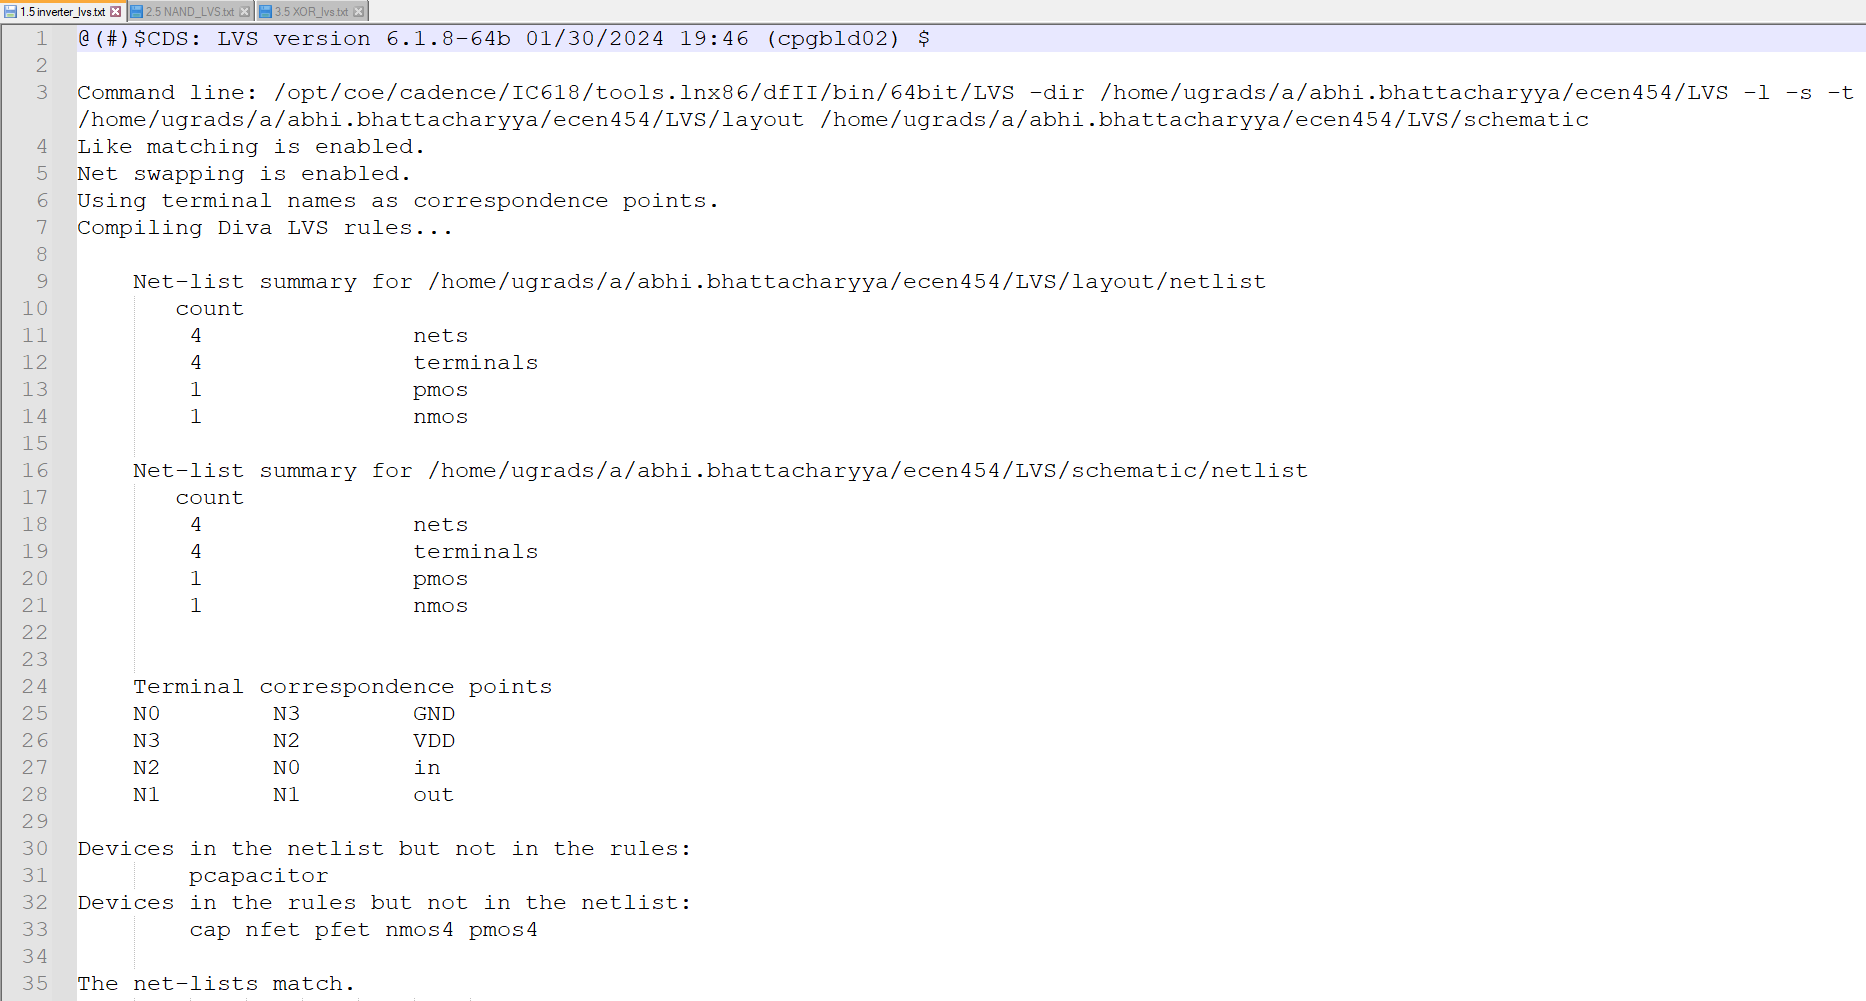 1.5 inverter_lvs.txt 2.5 NAND_LVS.txt 3.5 XOR_lvs.txt
1 @(#)$CDS: LVS version 6.1.8-64b 01/30/2024 19:46 (cpgbld02) $
2
3 Command line: /opt/coe/cadence/IC618/tools.lnx86/dfII/bin/64bit/LVS -dir /home/ugrads/a/abhi.bhattacharyya/ecen454/LVS -l -s -t
/home/ugrads/a/abhi.bhattacharyya/ecen454/LVS/layout /home/ugrads/a/abhi.bhattacharyya/ecen454/LVS/schematic
4 Like matching is enabled.
5 Net swapping is enabled.
6 Using terminal names as correspondence points.
7 Compiling Diva LVS rules...
8
9 Net-list summary for /home/ugrads/a/abhi.bhattacharyya/ecen454/LVS/layout/netlist
10 count
11 4 nets
12 4 terminals
13 1 pmos
14 1 nmos
15
16 Net-list summary for /home/ugrads/a/abhi.bhattacharyya/ecen454/LVS/schematic/netlist
17 count
18 4 nets
19 4 terminals
20 1 pmos
21 1 nmos
22
23
24 Terminal correspondence points
25 N0 N3 GND
26 N3 N2 VDD
27 N2 N0 in
28 N1 N1 out
29
30 Devices in the netlist but not in the rules:
31 pcapacitor
32 Devices in the rules but not in the netlist:
33 cap nfet pfet nmos4 pmos4
34
35 The net-lists match.